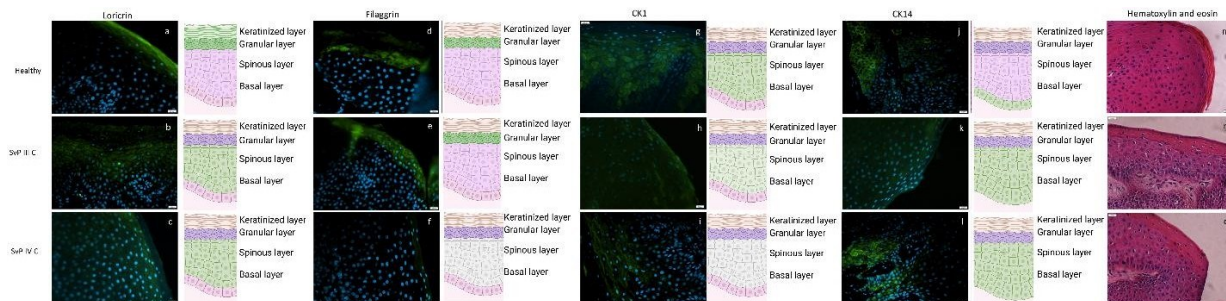 Loricrin Filaggrin CK1 CK14 Hematoxylin and eosin
Healthy
a
Keratinized layer
Granular layer
Spinous layer
Basal layer
d
Keratinized layer
Granular layer
Spinous layer
Basal layer
g
Keratinized layer
Granular layer
Spinous layer
Basal layer
j
Keratinized layer
Granular layer
Spinous layer
Basal layer
SvP III C
b
Keratinized layer
Granular layer
Spinous layer
Basal layer
e
Keratinized layer
Granular layer
Spinous layer
Basal layer
h
Keratinized layer
Granular layer
Spinous layer
Basal layer
k
Keratinized layer
Granular layer
Spinous layer
Basal layer
SvP IV C
c
Keratinized layer
Granular layer
Spinous layer
Basal layer
f
Keratinized layer
Granular layer
Spinous layer
Basal layer
i
Keratinized layer
Granular layer
Spinous layer
Basal layer
l
Keratinized layer
Granular layer
Spinous layer
Basal layer